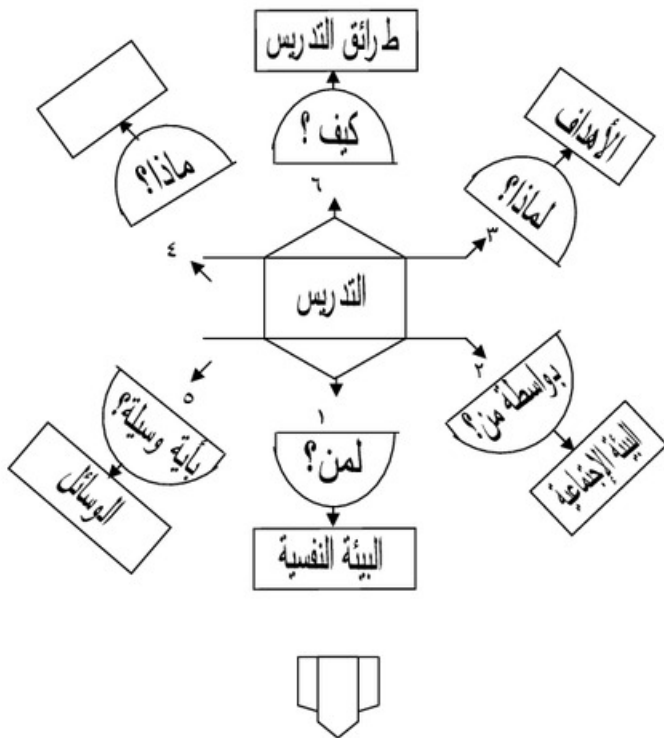 طرائق التدريس
كيف ؟
٦
الأهداف
لماذا؟
٣
ماذا؟
٤
التدريس
٢
بواسطة من؟
البيئة الإجتماعية
٥
بأية وسيلة؟
الوسائل
١
لمن؟
البيئة النفسية